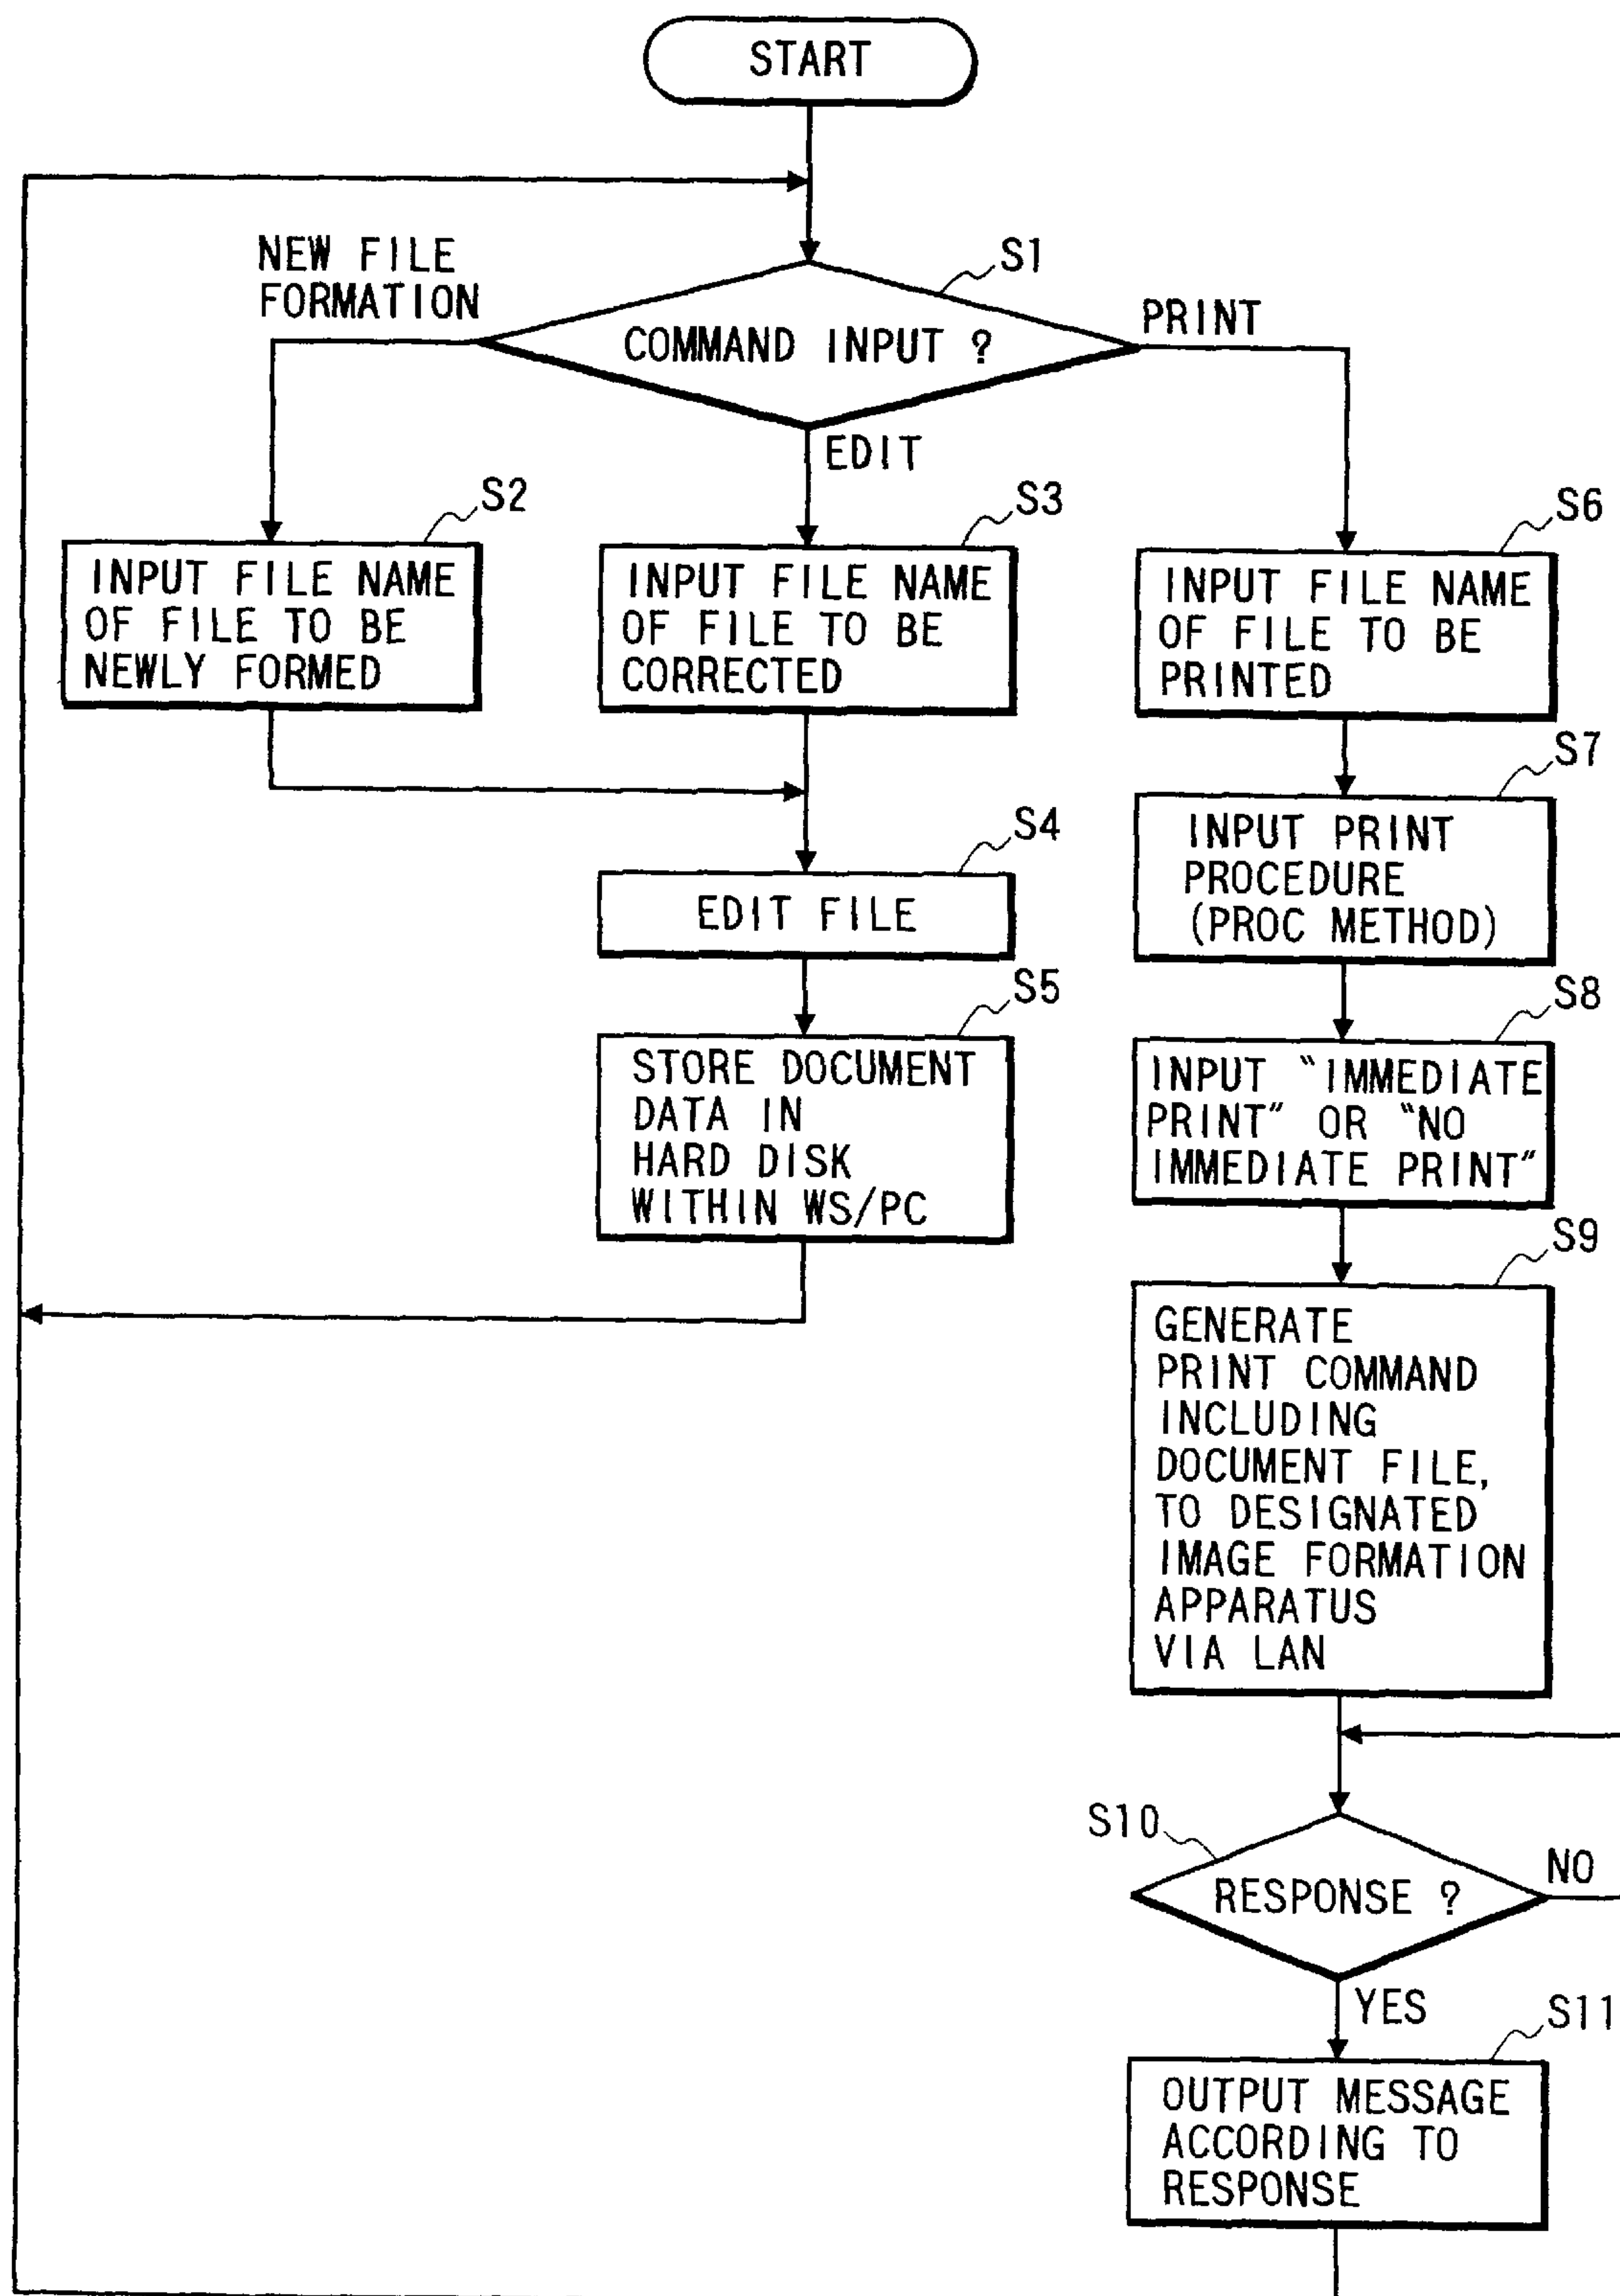 START
NEW FILE
FORMATION
S1
COMMAND INPUT ?
PRINT
EDIT
S2
INPUT FILE NAME
OF FILE TO BE
NEWLY FORMED
S3
INPUT FILE NAME
OF FILE TO BE
CORRECTED
S4
EDIT FILE
S5
STORE DOCUMENT
DATA IN
HARD DISK
WITHIN WS/PC
S6
INPUT FILE NAME
OF FILE TO BE
PRINTED
S7
INPUT PRINT
PROCEDURE
(PROC METHOD)
S8
INPUT "IMMEDIATE
PRINT" OR "NO
IMMEDIATE PRINT"
S9
GENERATE
PRINT COMMAND
INCLUDING
DOCUMENT FILE,
TO DESIGNATED
IMAGE FORMATION
APPARATUS
VIA LAN
S10
RESPONSE ?
NO
YES
S11
OUTPUT MESSAGE
ACCORDING TO
RESPONSE